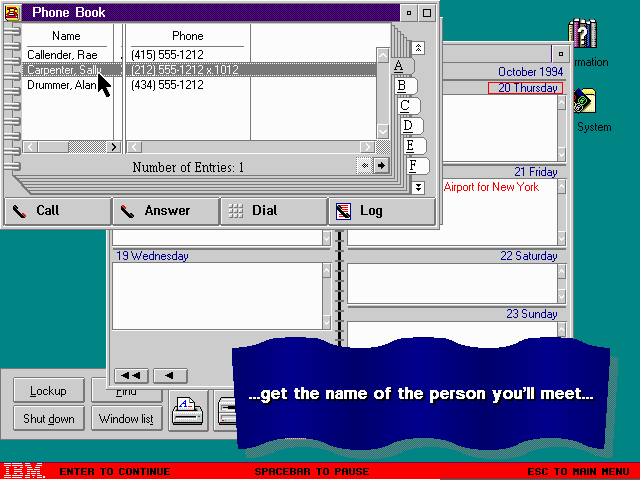 Phone Book
Name
Phone
Callender, Rae
(415) 555-1212
Carpenter, Sally
(212) 555-1212 x.1012
Drummer, Alan
(434) 555-1212
A
B
C
D
E
F
Number of Entries: 1
Call
Answer
Dial
Log
October 1994
20 Thursday
21 Friday
Airport for New York
19 Wednesday
22 Saturday
23 Sunday
rmation
System
Lockup
Find
Shut down
Window list
...get the name of the person you'll meet...
IBM.
ENTER TO CONTINUE
SPACEBAR TO PAUSE
ESC TO MAIN MENU